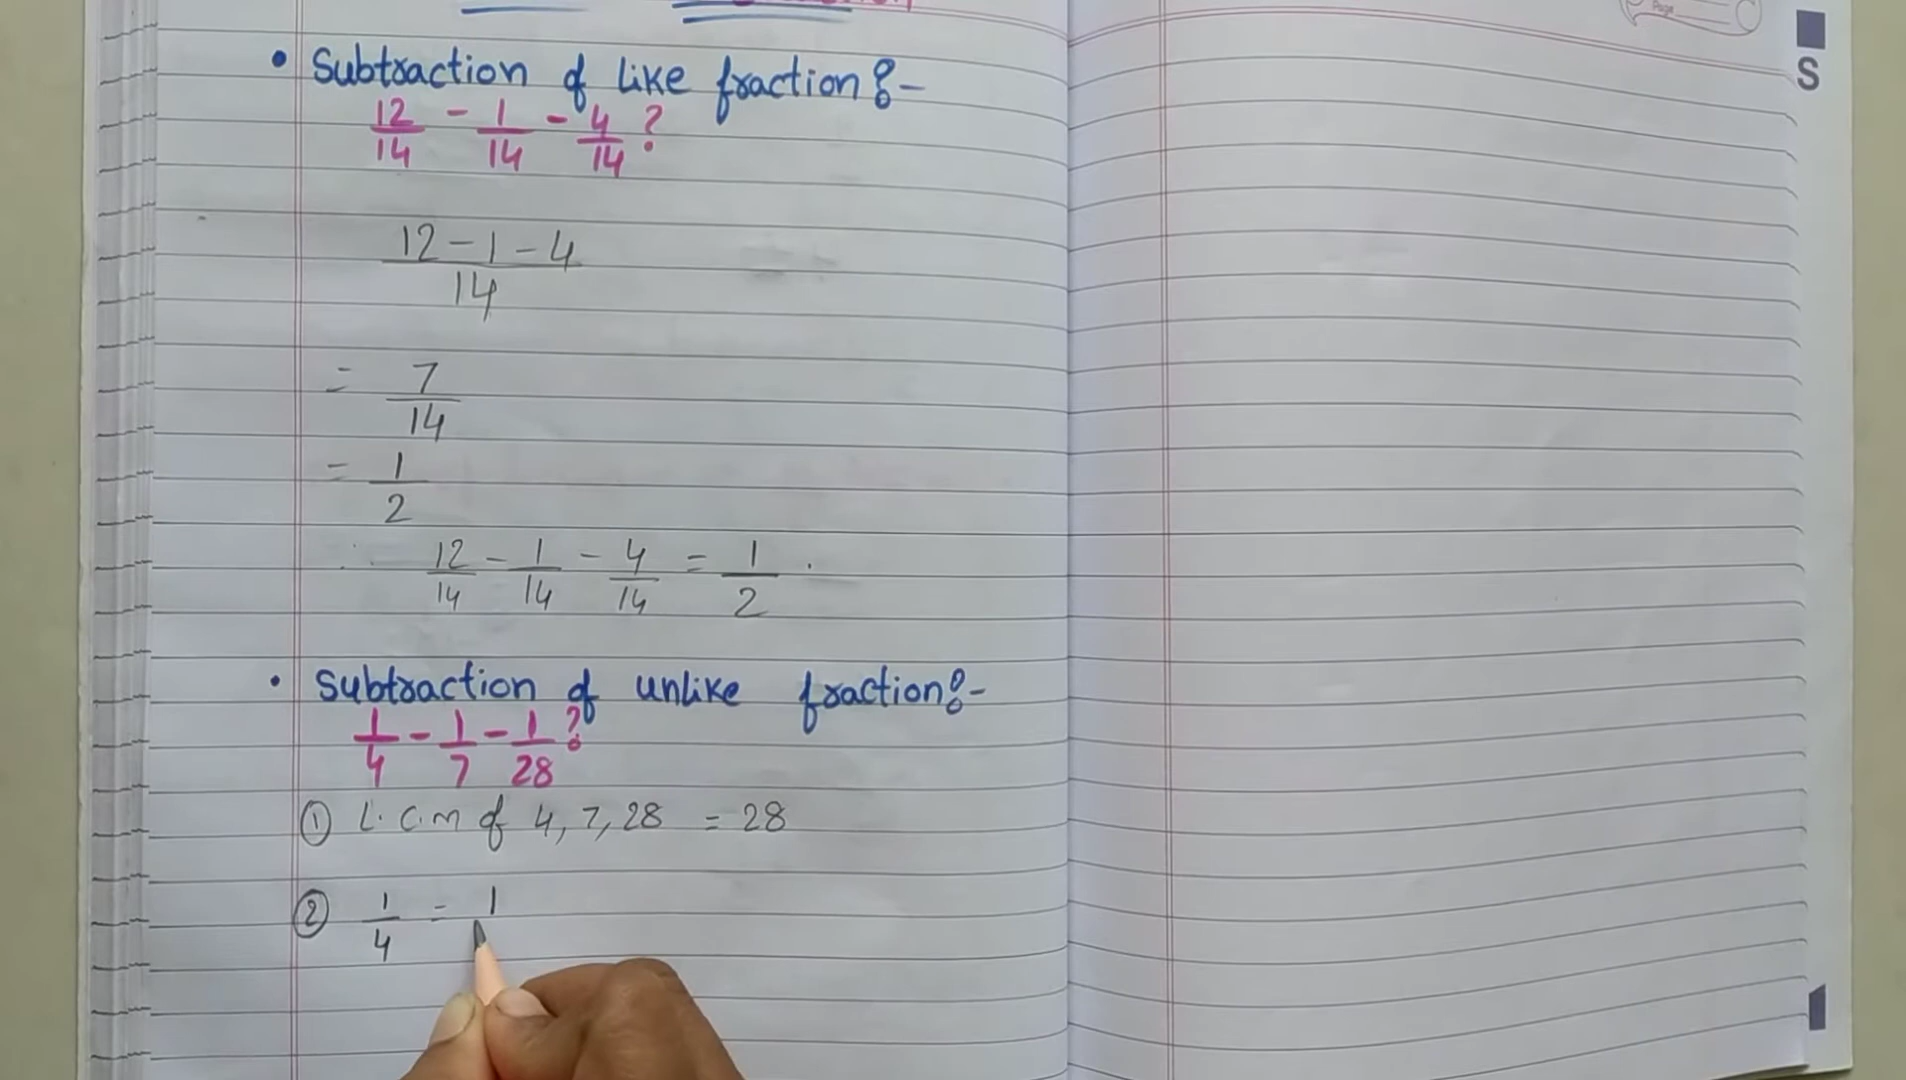 • Subtraction of like fraction:-
12/14 - 1/14 - 4/14 ?
12 - 1 - 4 / 14
= 7/14
= 1/2
12/14 - 1/14 - 4/14 = 1/2 .
• Subtraction of unlike fraction:-
1/4 - 1/7 - 1/28 ?
① L.C.M of 4, 7, 28 = 28
② 1/4 = 1
Page
S